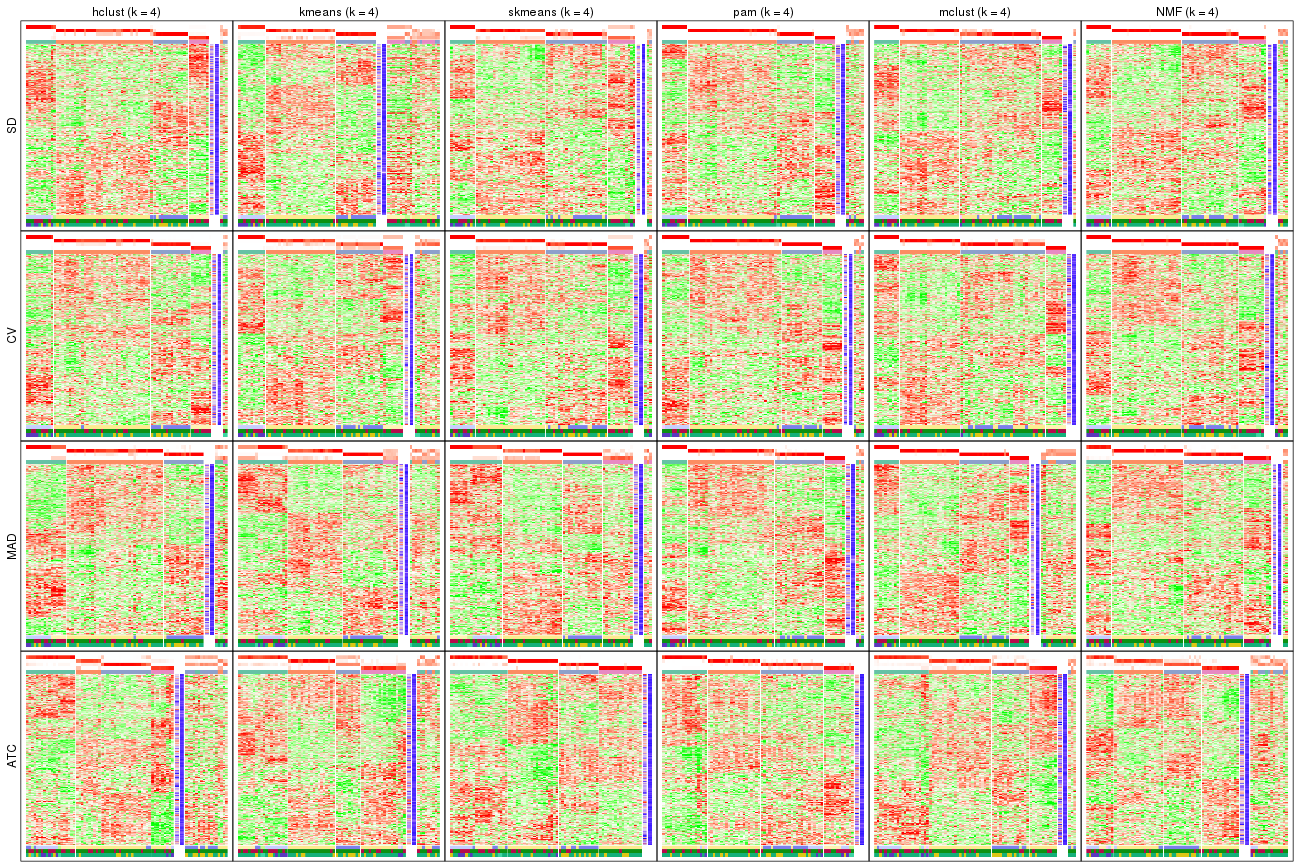 hclust (k = 4)
kmeans (k = 4)
skmeans (k = 4)
pam (k = 4)
mclust (k = 4)
NMF (k = 4)
SD
CV
MAD
ATC